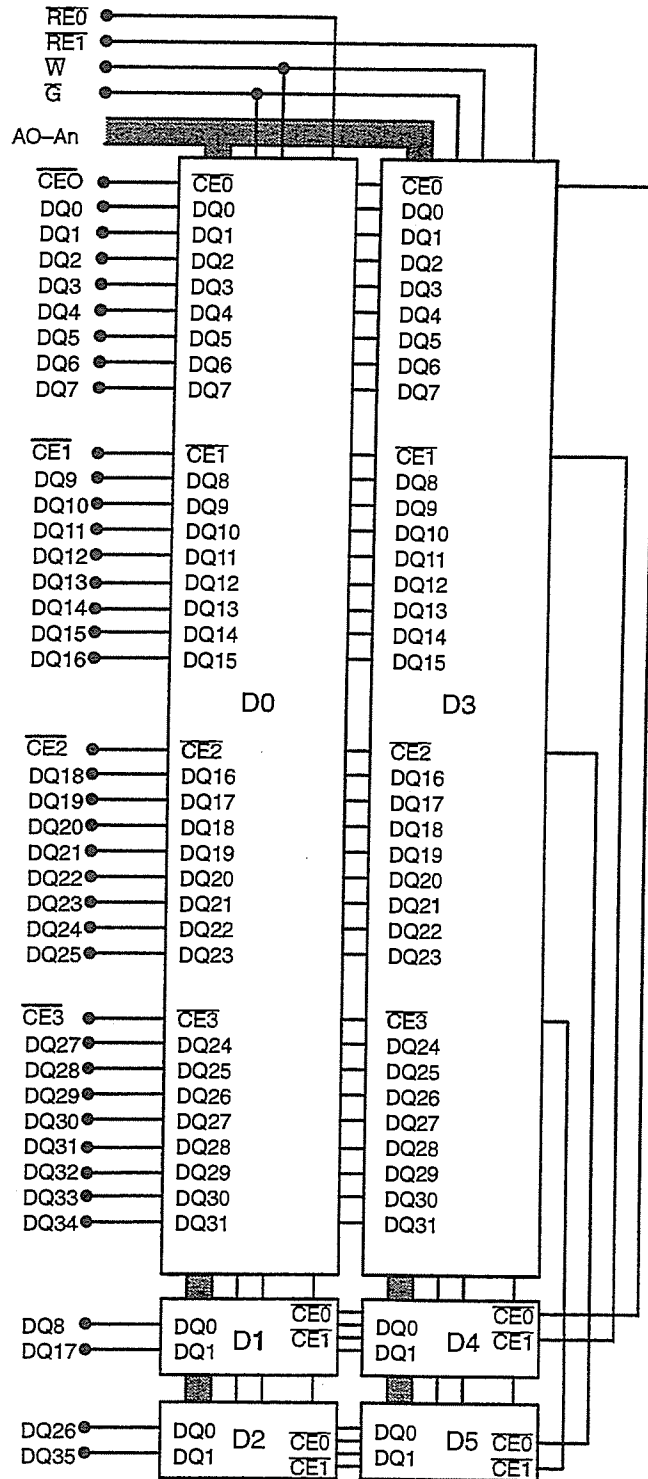 RE0
RE1
W
G
AO–An
CEO CE0 CE0
DQ0 DQ0 DQ0
DQ1 DQ1 DQ1
DQ2 DQ2 DQ2
DQ3 DQ3 DQ3
DQ4 DQ4 DQ4
DQ5 DQ5 DQ5
DQ6 DQ6 DQ6
DQ7 DQ7 DQ7
CE1 CE1 CE1
DQ9 DQ8 DQ8
DQ10 DQ9 DQ9
DQ11 DQ10 DQ10
DQ12 DQ11 DQ11
DQ13 DQ12 DQ12
DQ14 DQ13 DQ13
DQ15 DQ14 DQ14
DQ16 DQ15 DQ15
D0 D3
CE2 CE2 CE2
DQ18 DQ16 DQ16
DQ19 DQ17 DQ17
DQ20 DQ18 DQ18
DQ21 DQ19 DQ19
DQ22 DQ20 DQ20
DQ23 DQ21 DQ21
DQ24 DQ22 DQ22
DQ25 DQ23 DQ23
CE3 CE3 CE3
DQ27 DQ24 DQ24
DQ28 DQ25 DQ25
DQ29 DQ26 DQ26
DQ30 DQ27 DQ27
DQ31 DQ28 DQ28
DQ32 DQ29 DQ29
DQ33 DQ30 DQ30
DQ34 DQ31 DQ31
CE0 CE0
DQ8 DQ0 D1 DQ0 D4
CE1 CE1
DQ17 DQ1 DQ1
DQ26 DQ0 D2 DQ0 D5
CE0 CE0
DQ35 DQ1 DQ1
CE1 CE1